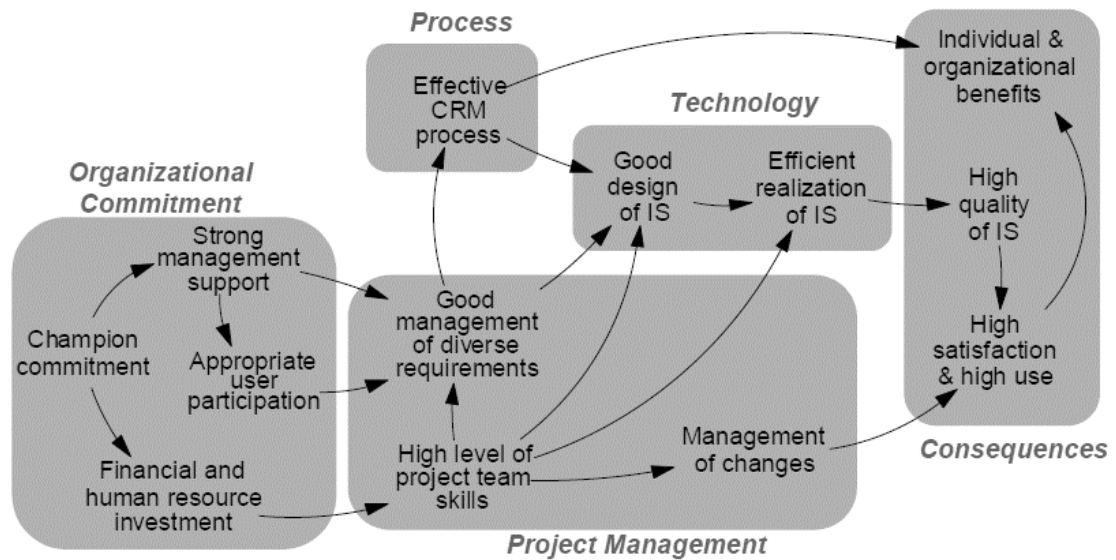 Process
Effective
CRM
process
Individual &
organizational
benefits
Technology
Good
design
of IS
Efficient
realization
of IS
High
quality
of IS
High
satisfaction
& high use
Consequences
Organizational
Commitment
Strong
management
support
Champion
commitment
Appropriate
user
participation
Financial and
human resource
investment
Good
management
of diverse
requirements
High level of
project team
skills
Management
of changes
Project Management